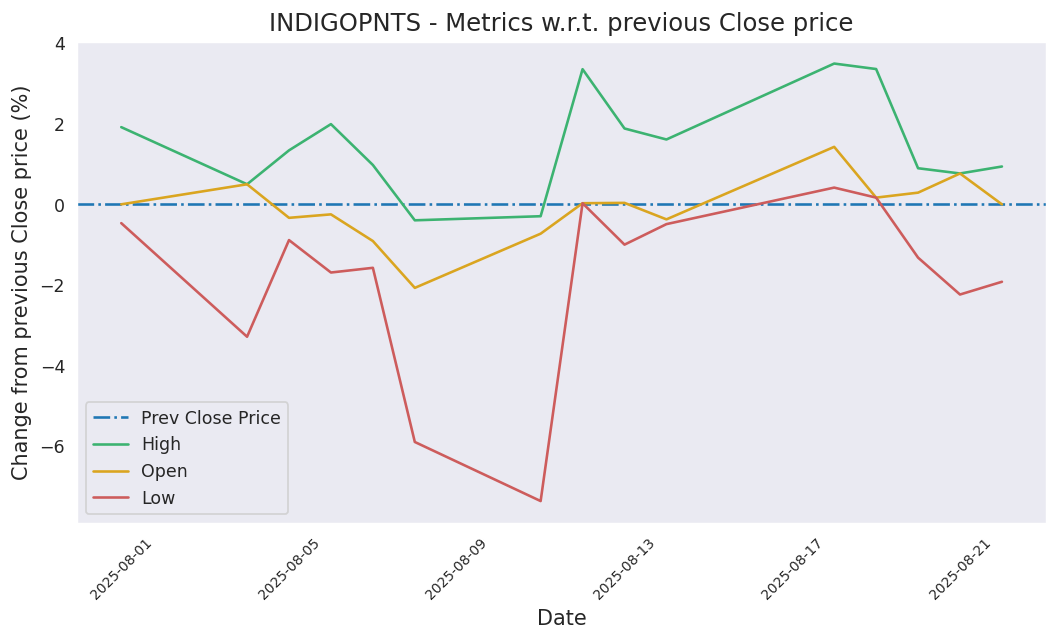 INDIGOPNTS - Metrics w.r.t. previous Close price
Change from previous Close price (%)
4
2
0
−2
−4
−6
Prev Close Price
High
Open
Low
2025-08-01
2025-08-05
2025-08-09
2025-08-13
2025-08-17
2025-08-21
Date